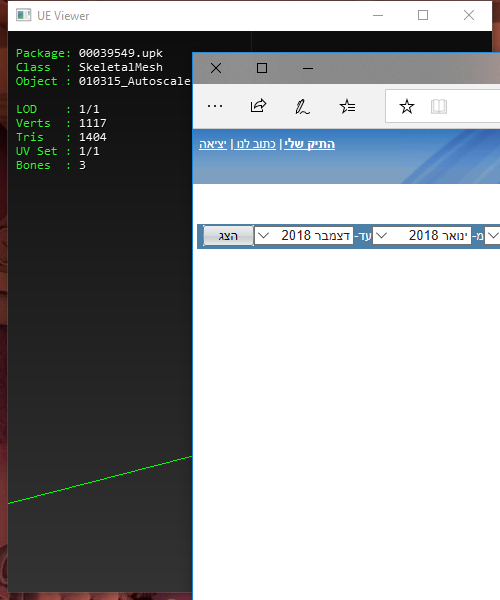 UE Viewer
Package: 00039549.upk
Class : SkeletalMesh
Object : 010315_Autoscale
LOD : 1/1
Verts : 1117
Tris : 1404
UV Set : 1/1
Bones : 3
התיק שלי | כתוב לנו | יציאה
מ- ינואר 2018 עד- דצמבר 2018 הצג